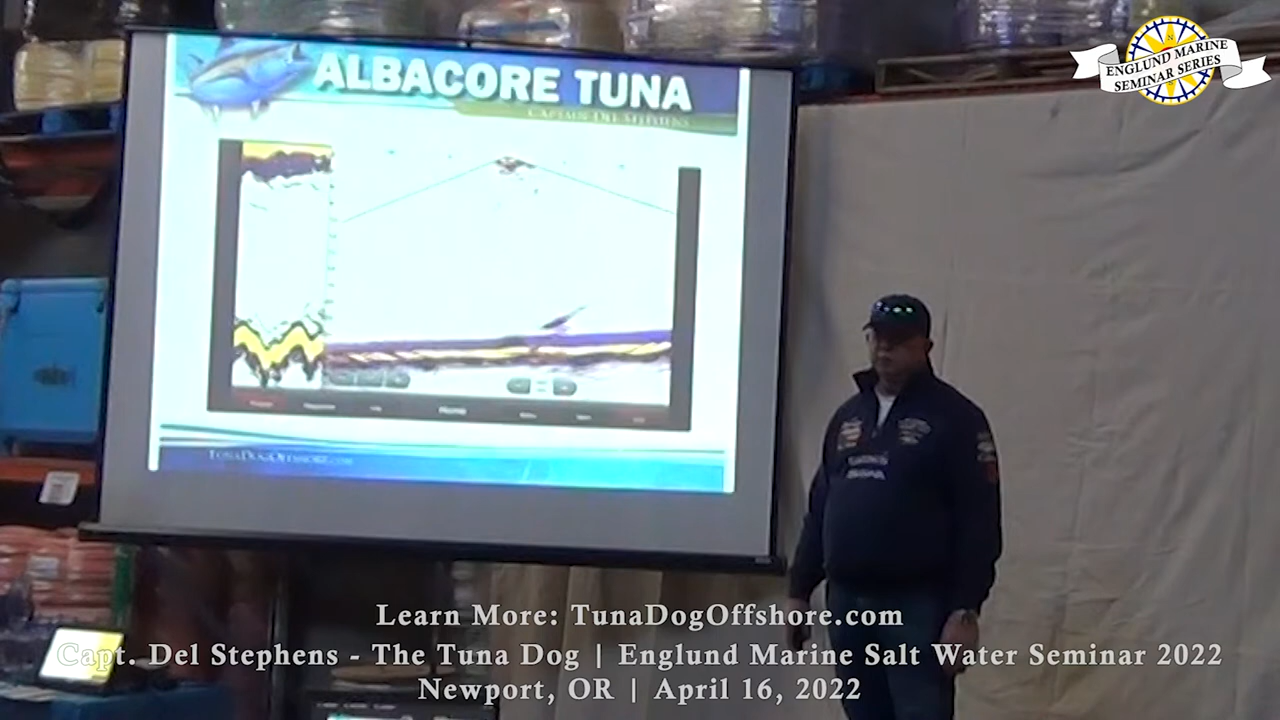 ALBACORE TUNA
CAPTAIN DEL STEPHENS
ENGLUND MARINE
SEMINAR SERIES
TUNADOGOFFSHORE.COM
Learn More: TunaDogOffshore.com
Capt. Del Stephens - The Tuna Dog | Englund Marine Salt Water Seminar 2022
Newport, OR | April 16, 2022